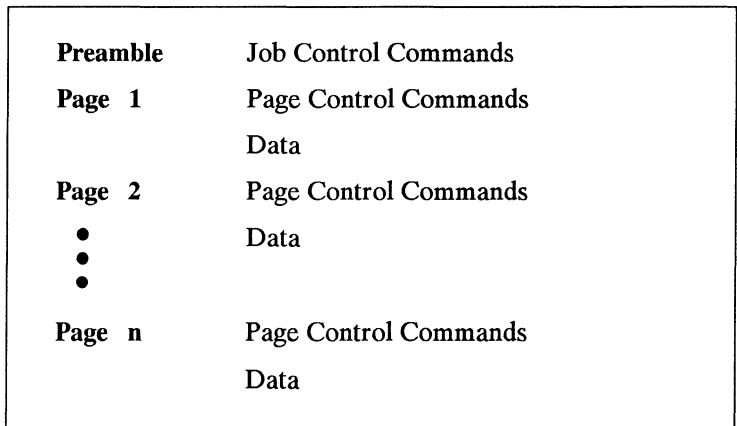 Preamble Job Control Commands
Page 1 Page Control Commands
Data
Page 2 Page Control Commands
Data
Page n Page Control Commands
Data